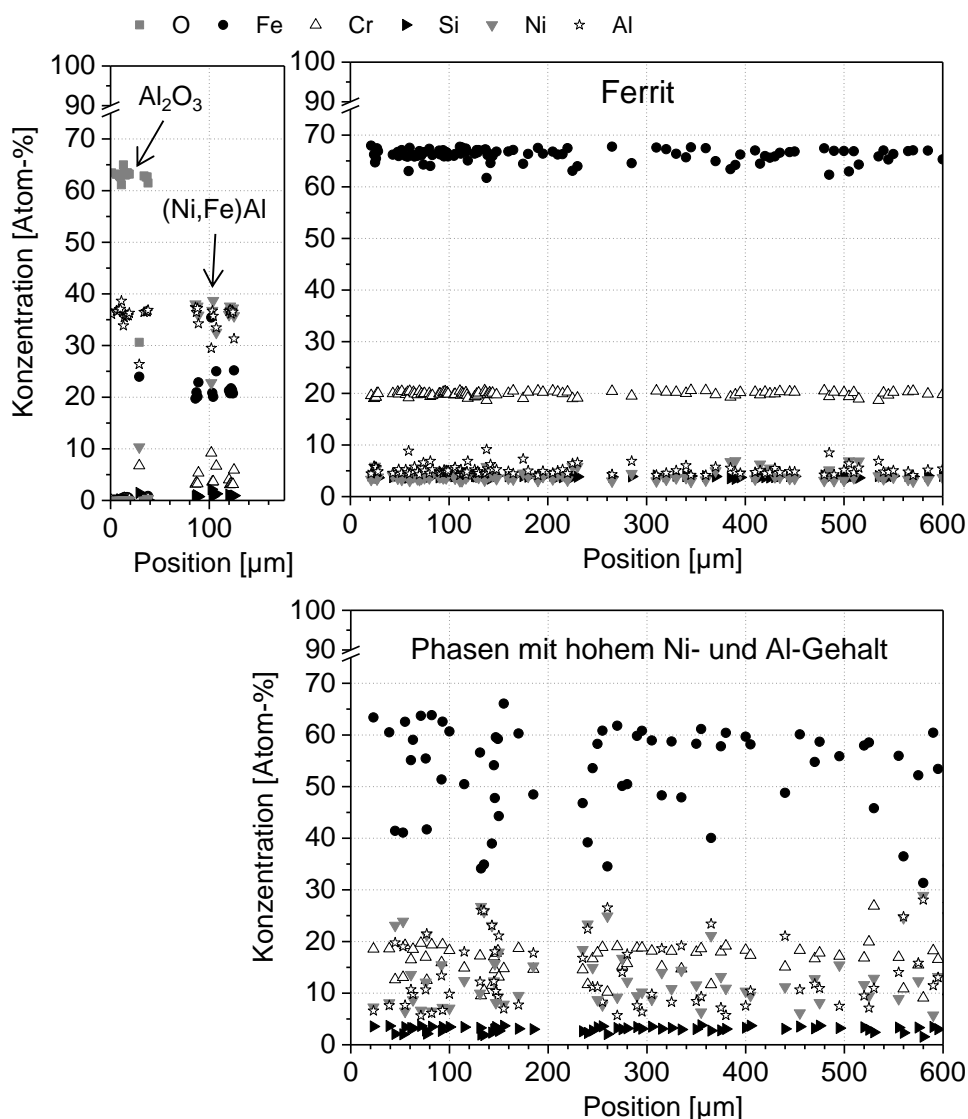 O Fe Cr Si Ni Al
100
90
70
60
50
40
30
20
10
0
Konzentration [Atom-%]
Al₂O₃
(Ni,Fe)Al
0 100
Position [µm]
Ferrit
100
90
70
60
50
40
30
20
10
0
0 100 200 300 400 500 600
Position [µm]
Phasen mit hohem Ni- und Al-Gehalt
100
90
70
60
50
40
30
20
10
0
Konzentration [Atom-%]
0 100 200 300 400 500 600
Position [µm]